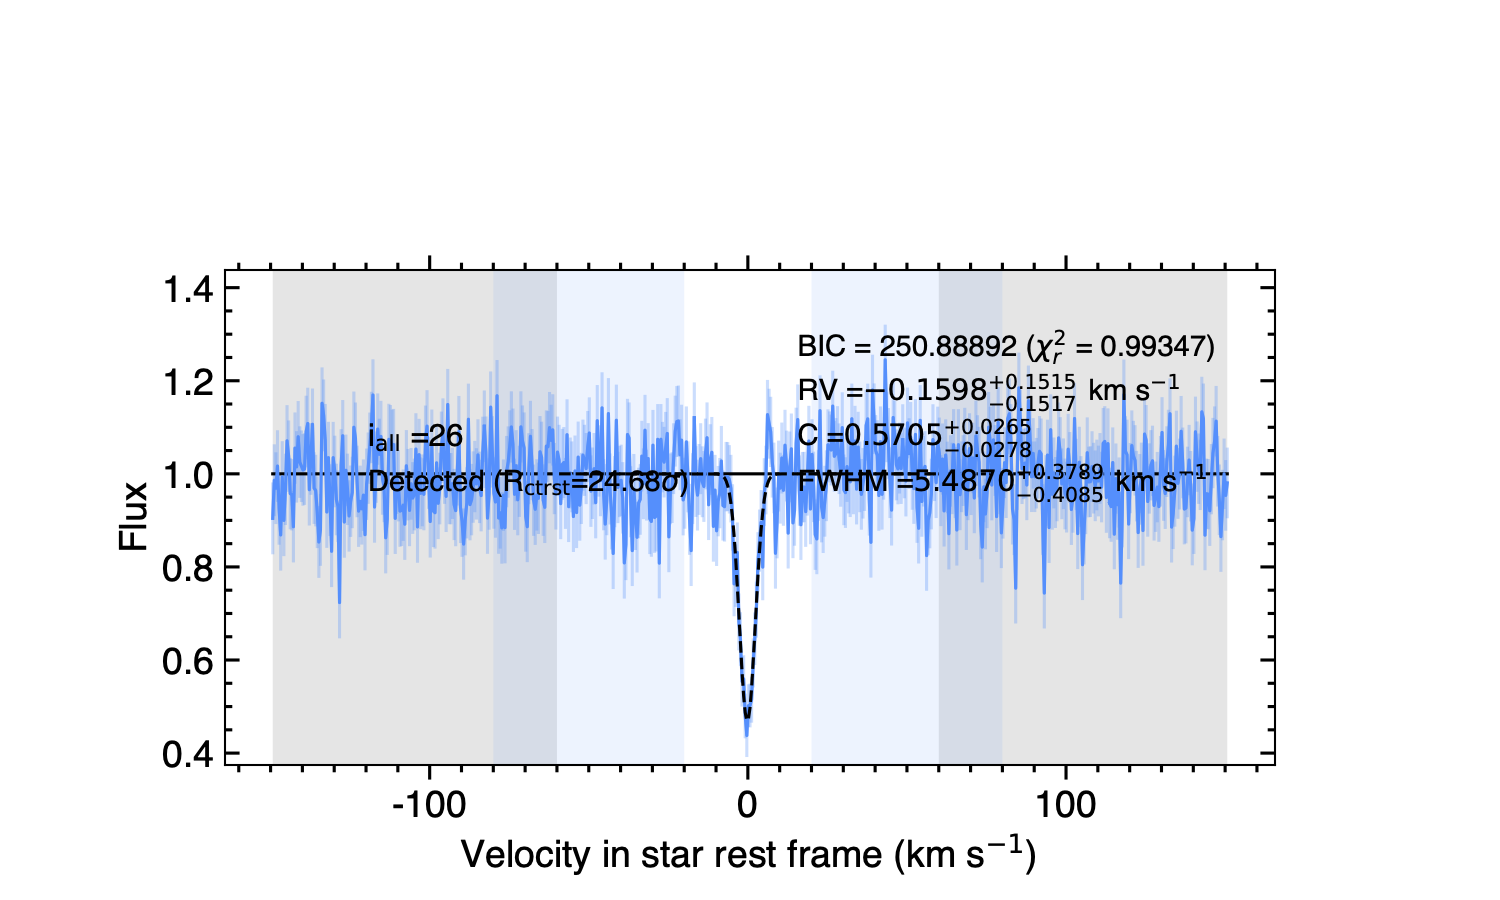 1.4
1.2
1.0
0.8
0.6
0.4
Flux
BIC = 250.88892 (χ²ᵣ = 0.99347)
RV =−0.1598 +0.1515 −0.1517 km s⁻¹
i_all =26
C =0.5705 +0.0265 −0.0278
Detected (R_ctrst=24.68σ)
FWHM =5.4870 +0.3789 −0.4085 km s⁻¹
-100 0 100
Velocity in star rest frame (km s⁻¹)